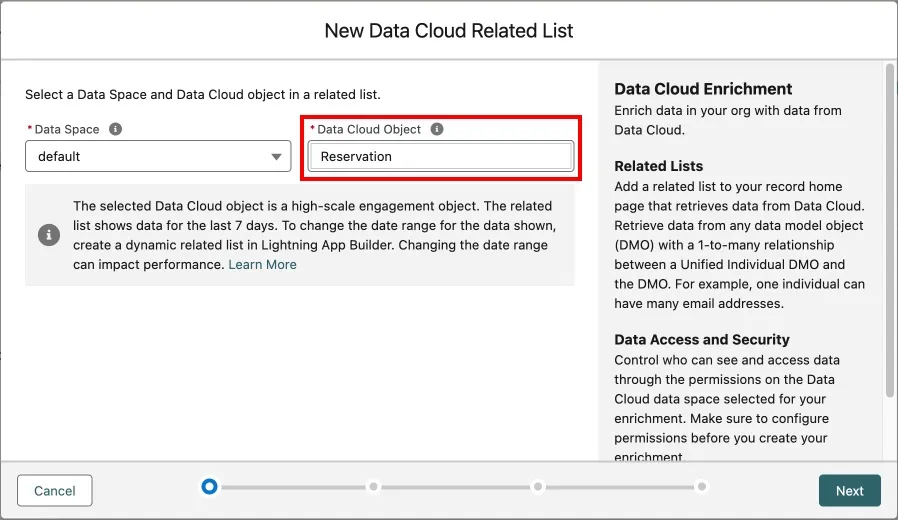 New Data Cloud Related List
Select a Data Space and Data Cloud object in a related list.
* Data Space
default
* Data Cloud Object
Reservation
The selected Data Cloud object is a high-scale engagement object. The related
list shows data for the last 7 days. To change the date range for the data shown,
create a dynamic related list in Lightning App Builder. Changing the date range
can impact performance. Learn More
Data Cloud Enrichment
Enrich data in your org with data from
Data Cloud.
Related Lists
Add a related list to your record home
page that retrieves data from Data Cloud.
Retrieve data from any data model object
(DMO) with a 1-to-many relationship
between a Unified Individual DMO and
the DMO. For example, one individual can
have many email addresses.
Data Access and Security
Control who can see and access data
through the permissions on the Data
Cloud data space selected for your
enrichment. Make sure to configure
permissions before you create your
enrichment.
Cancel
Next